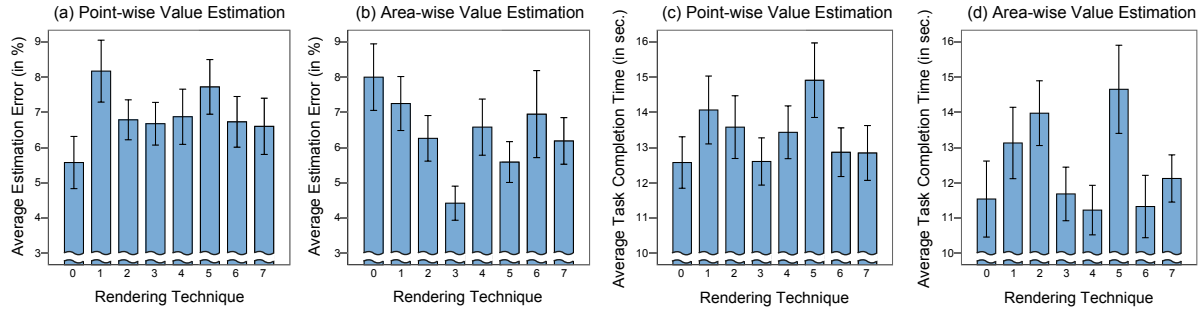 (a) Point-wise Value Estimation
Average Estimation Error (in %)
9
8
7
6
5
4
3
0 1 2 3 4 5 6 7
Rendering Technique
(b) Area-wise Value Estimation
Average Estimation Error (in %)
9
8
7
6
5
4
3
0 1 2 3 4 5 6 7
Rendering Technique
(c) Point-wise Value Estimation
Average Task Completion Time (in sec.)
16
15
14
13
12
11
10
0 1 2 3 4 5 6 7
Rendering Technique
(d) Area-wise Value Estimation
Average Task Completion Time (in sec.)
16
15
14
13
12
11
10
0 1 2 3 4 5 6 7
Rendering Technique